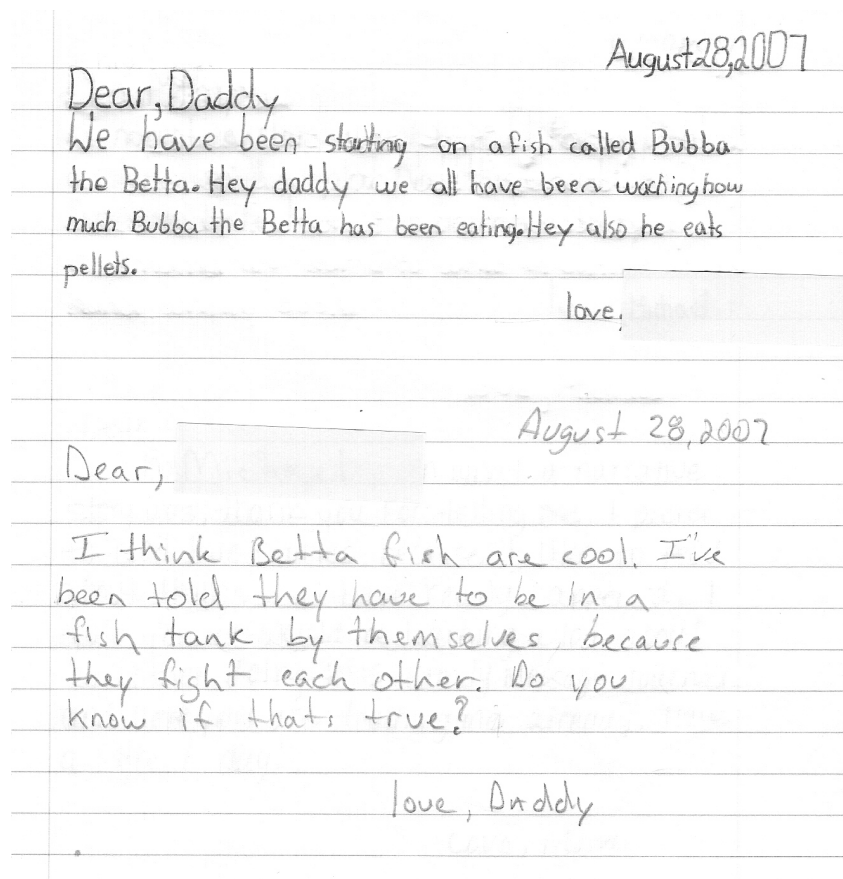 August 28, 2007
Dear, Daddy
We have been starting on a fish called Bubba
the Betta. Hey daddy we all have been waching how
much Bubba the Betta has been eating. Hey also he eats
pellets.
love,
August 28, 2007
Dear,
I think Betta fish are cool. I've
been told they have to be in a
fish tank by themselves, because
they fight each other. Do you
know if thats true?
love, Daddy